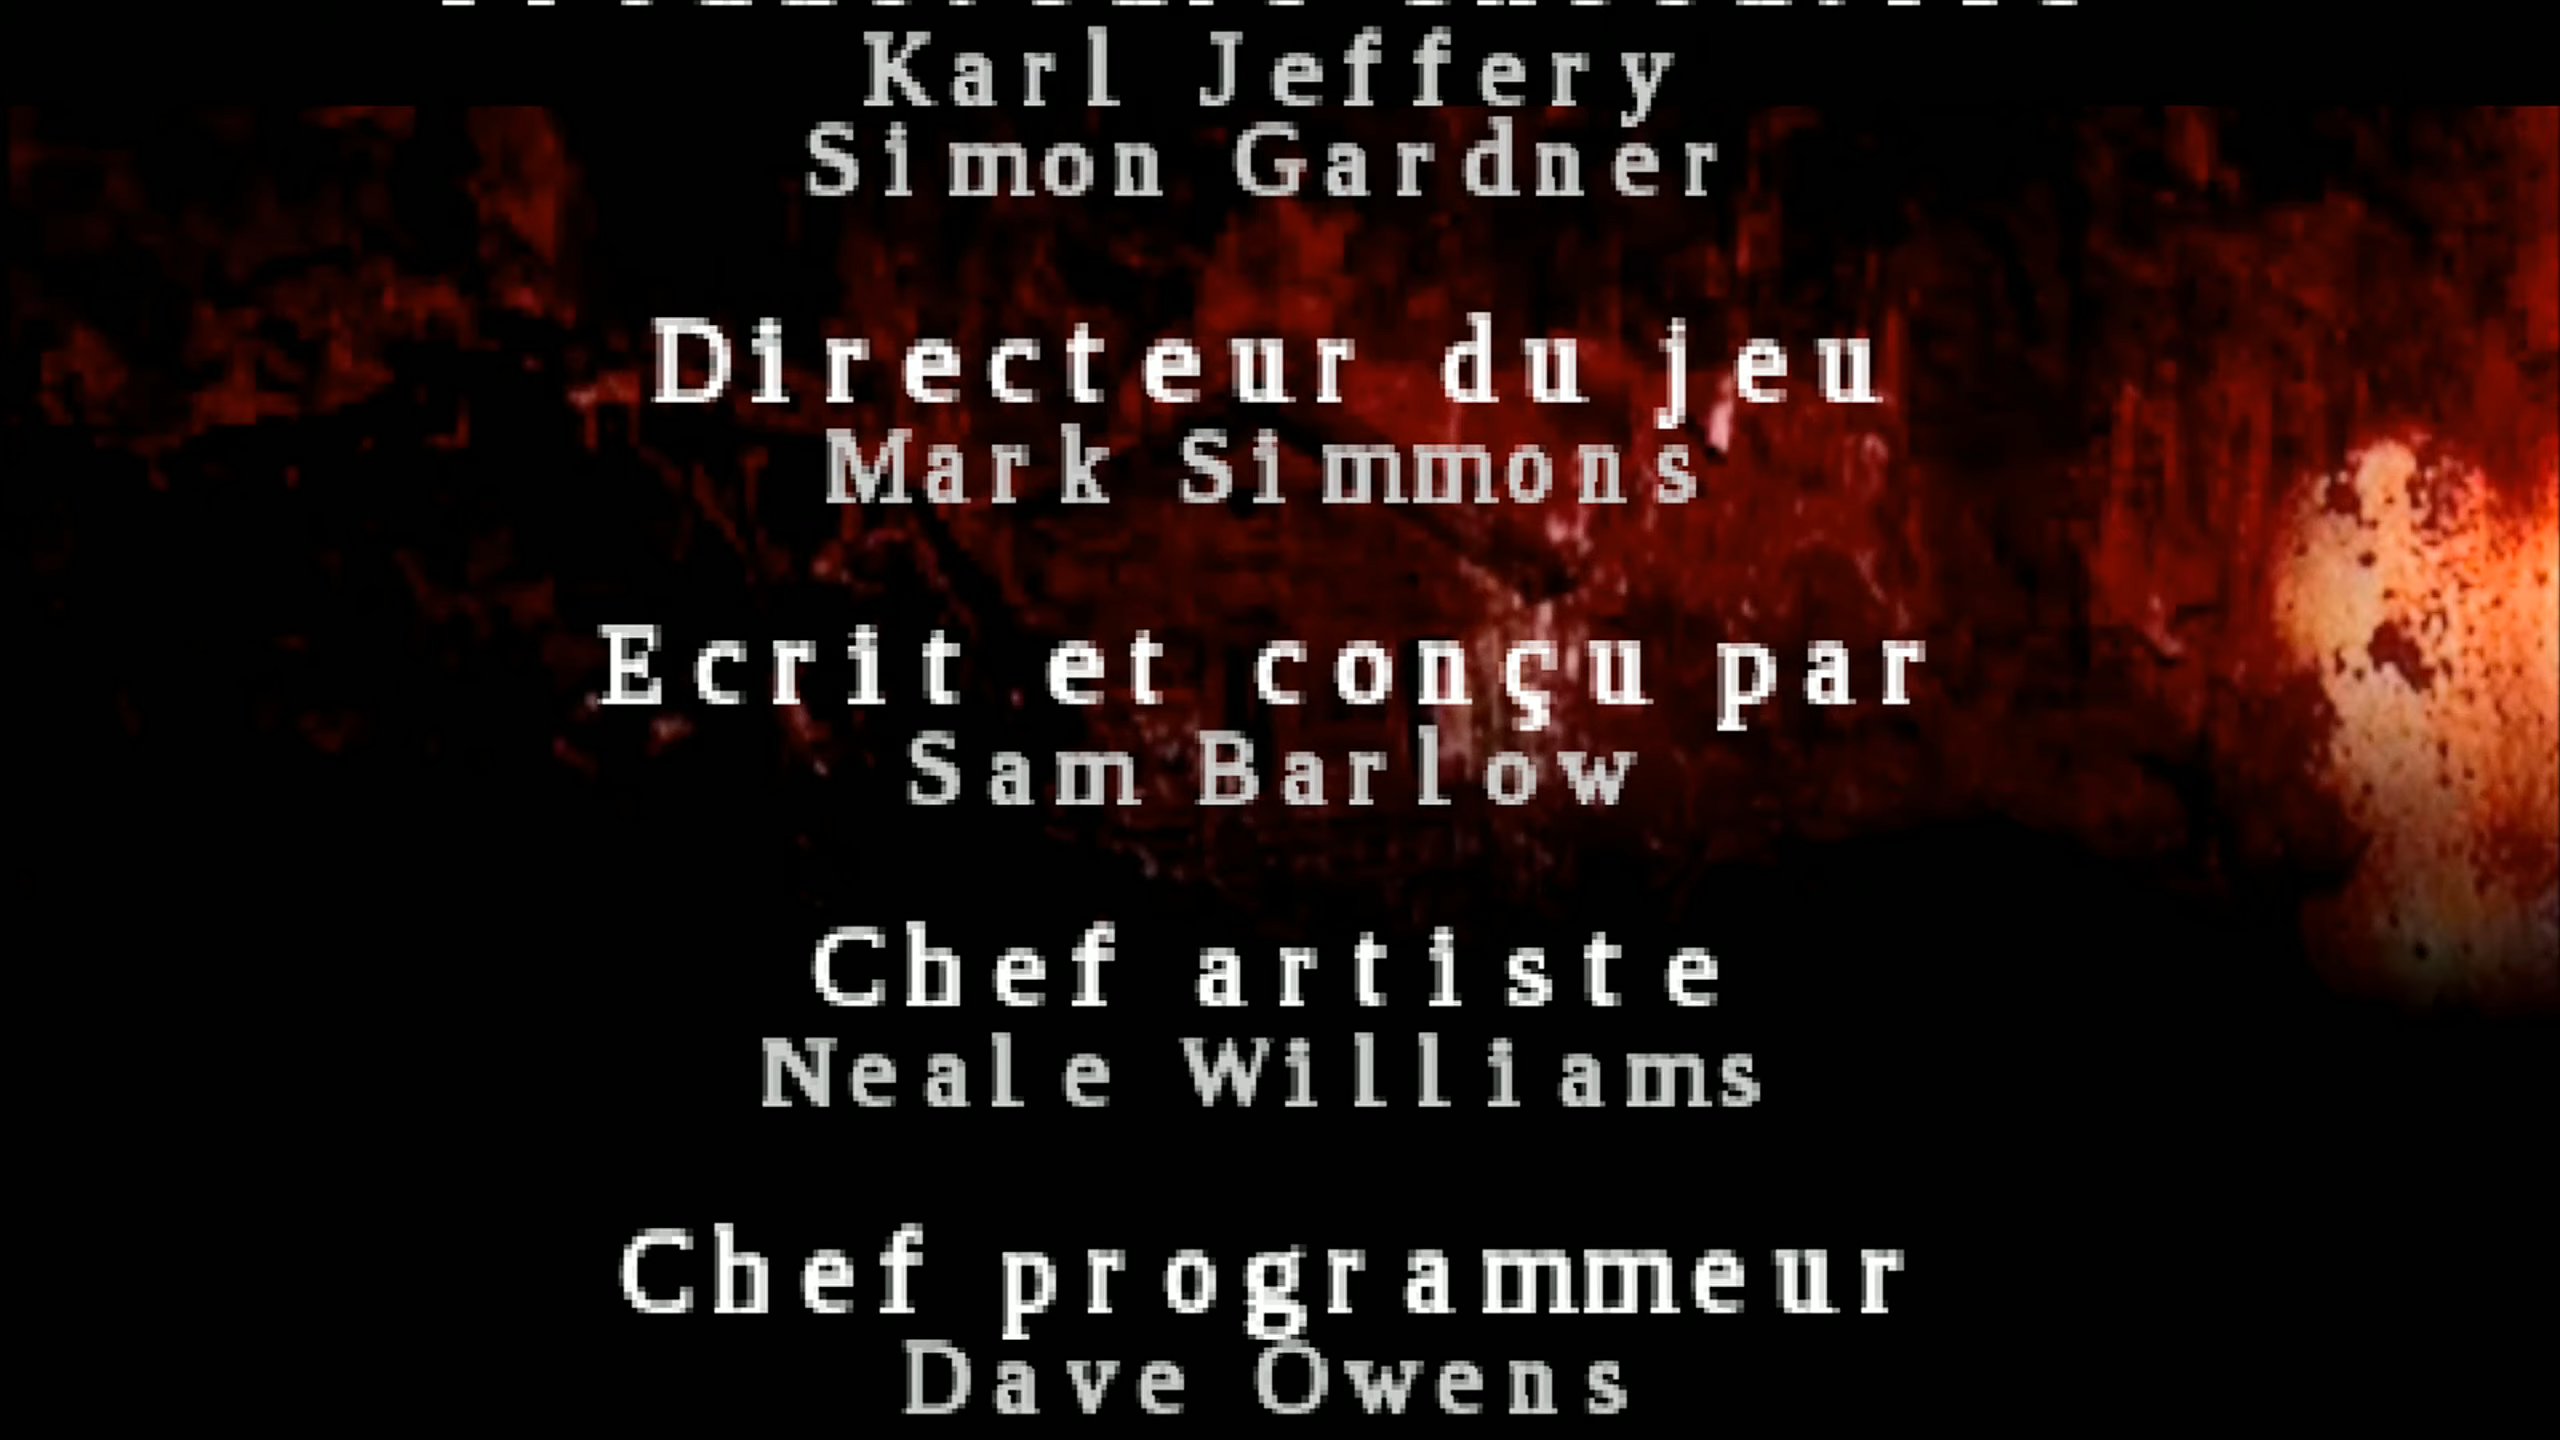 Karl Jeffery
Simon Gardner
Directeur du jeu
Mark Simmons
Ecrit et conçu par
Sam Barlow
Chef artiste
Neale Williams
Chef programmeur
Dave Owens